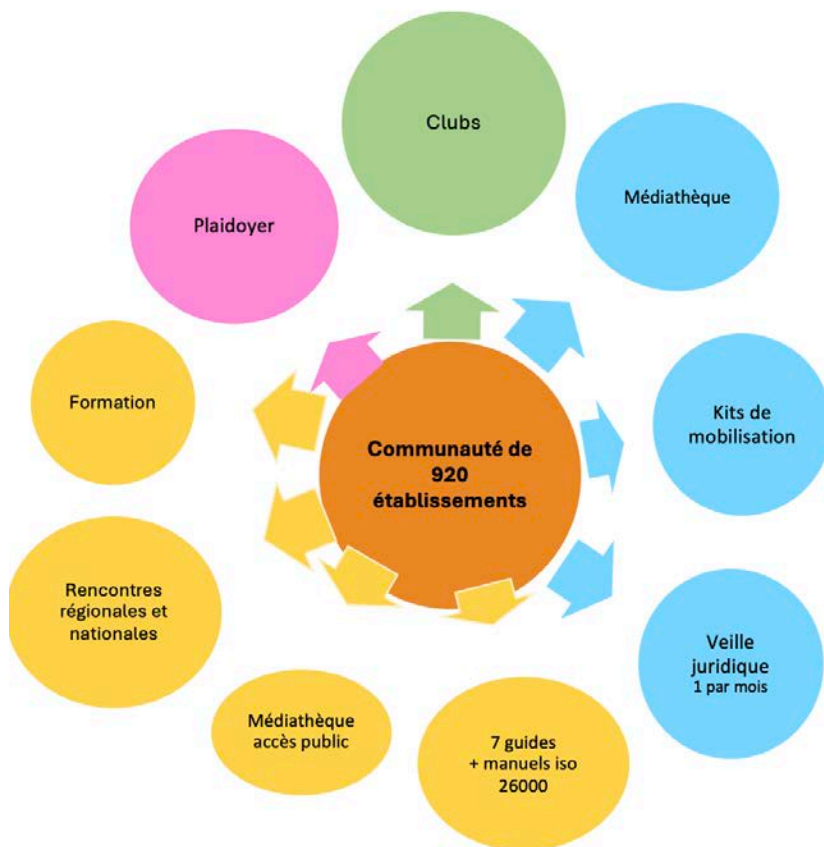 Clubs
Médiathèque
Plaidoyer
Kits de
mobilisation
Formation
Communauté de
920
établissements
Rencontres
régionales et
nationales
Veille
juridique
1 par mois
Médiathèque
accès public
7 guides
+ manuels iso
26000